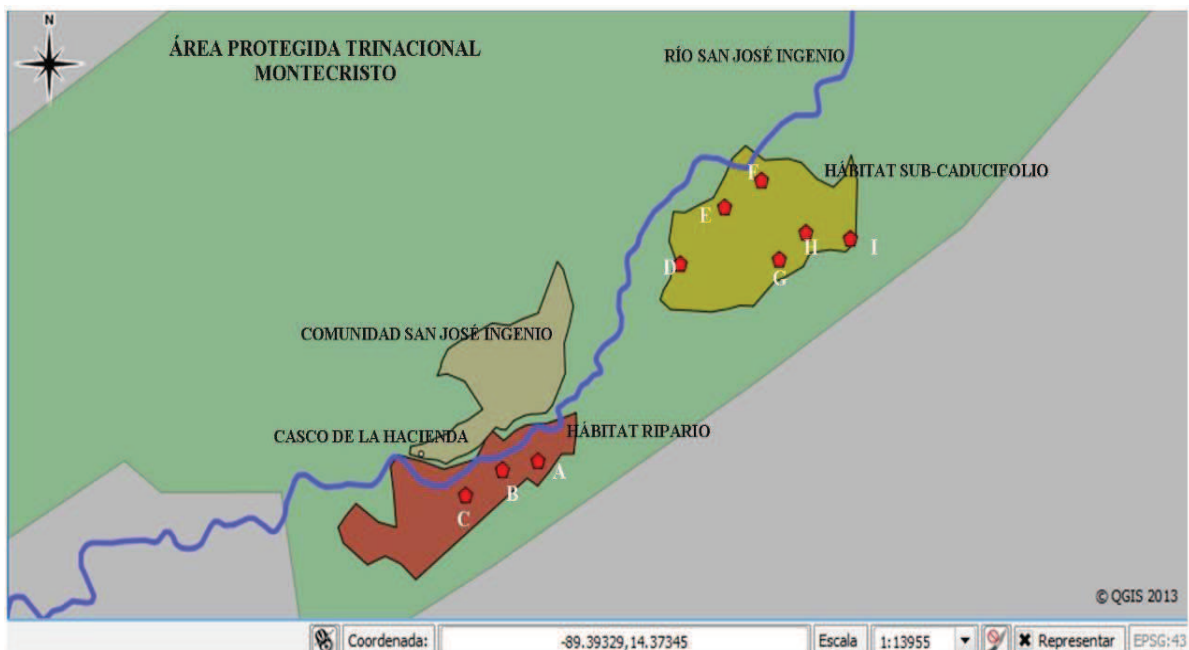 N
ÁREA PROTEGIDA TRINACIONAL
MONTECRISTO
RÍO SAN JOSÉ INGENIO
HÁBITAT SUB-CADUCIFOLIO
F
E
D
H
I
G
COMUNIDAD SAN JOSÉ INGENIO
CASCO DE LA HACIENDA
HÁBITAT RIPARIO
A
B
C
© QGIS 2013
Coordenada: -89.39329,14.37345 Escala 1:13955 Representar EPSG:43